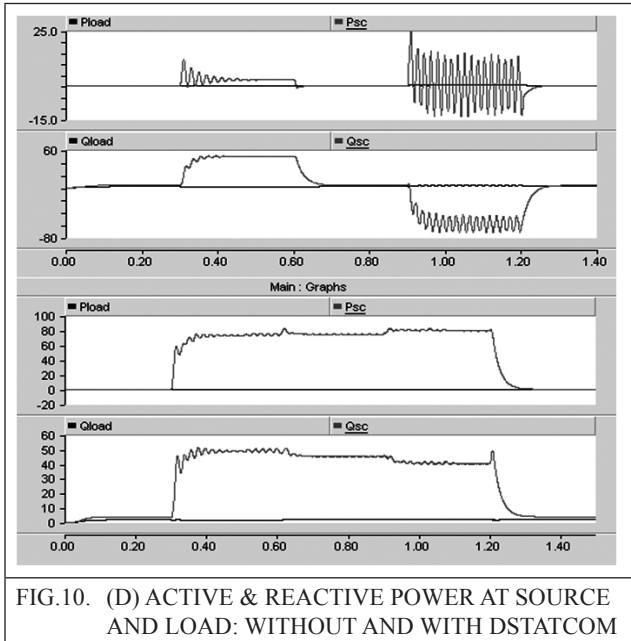 Pload Psc
25.0
-15.0
Qload Qsc
60
-80
0.00 0.20 0.40 0.60 0.80 1.00 1.20 1.40
Main : Graphs
Pload Psc
100
80
60
40
20
0
-20
Qload Qsc
60
50
40
30
20
10
0
0.00 0.20 0.40 0.60 0.80 1.00 1.20 1.40
FIG.10. (D) ACTIVE & REACTIVE POWER AT SOURCE
AND LOAD: WITHOUT AND WITH DSTATCOM